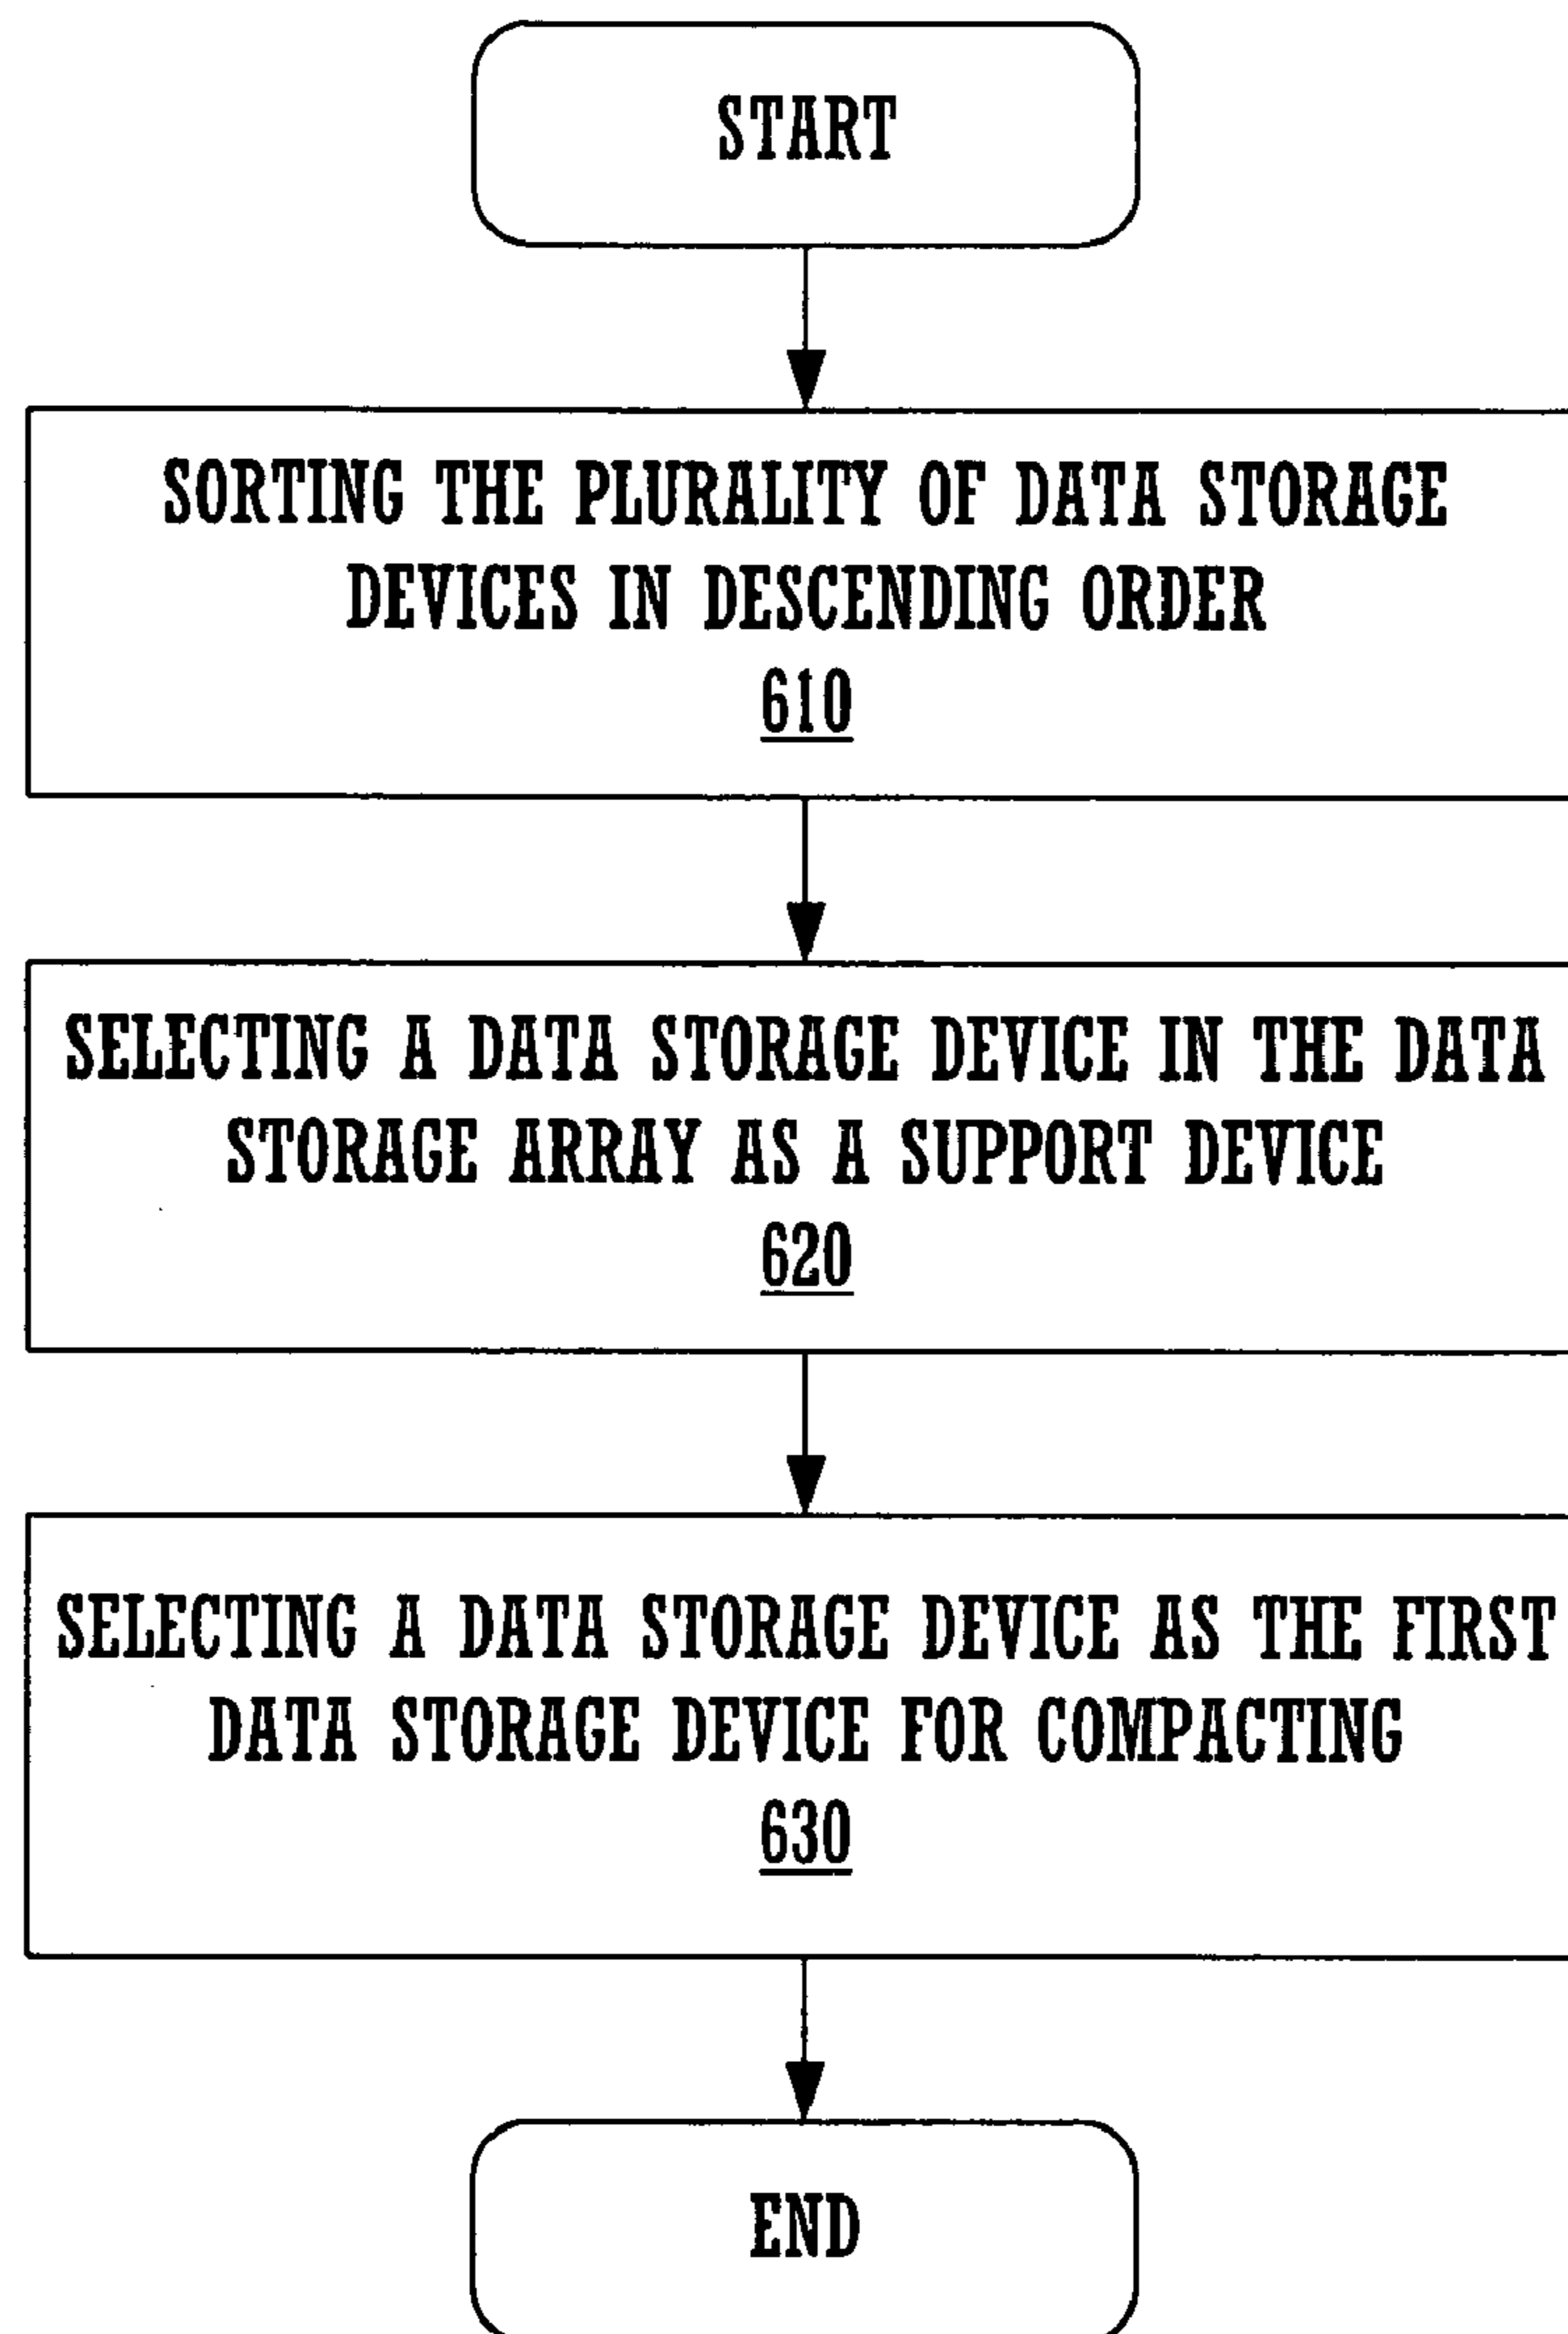 START
SORTING THE PLURALITY OF DATA STORAGE
DEVICES IN DESCENDING ORDER
610
SELECTING A DATA STORAGE DEVICE IN THE DATA
STORAGE ARRAY AS A SUPPORT DEVICE
620
SELECTING A DATA STORAGE DEVICE AS THE FIRST
DATA STORAGE DEVICE FOR COMPACTING
630
END